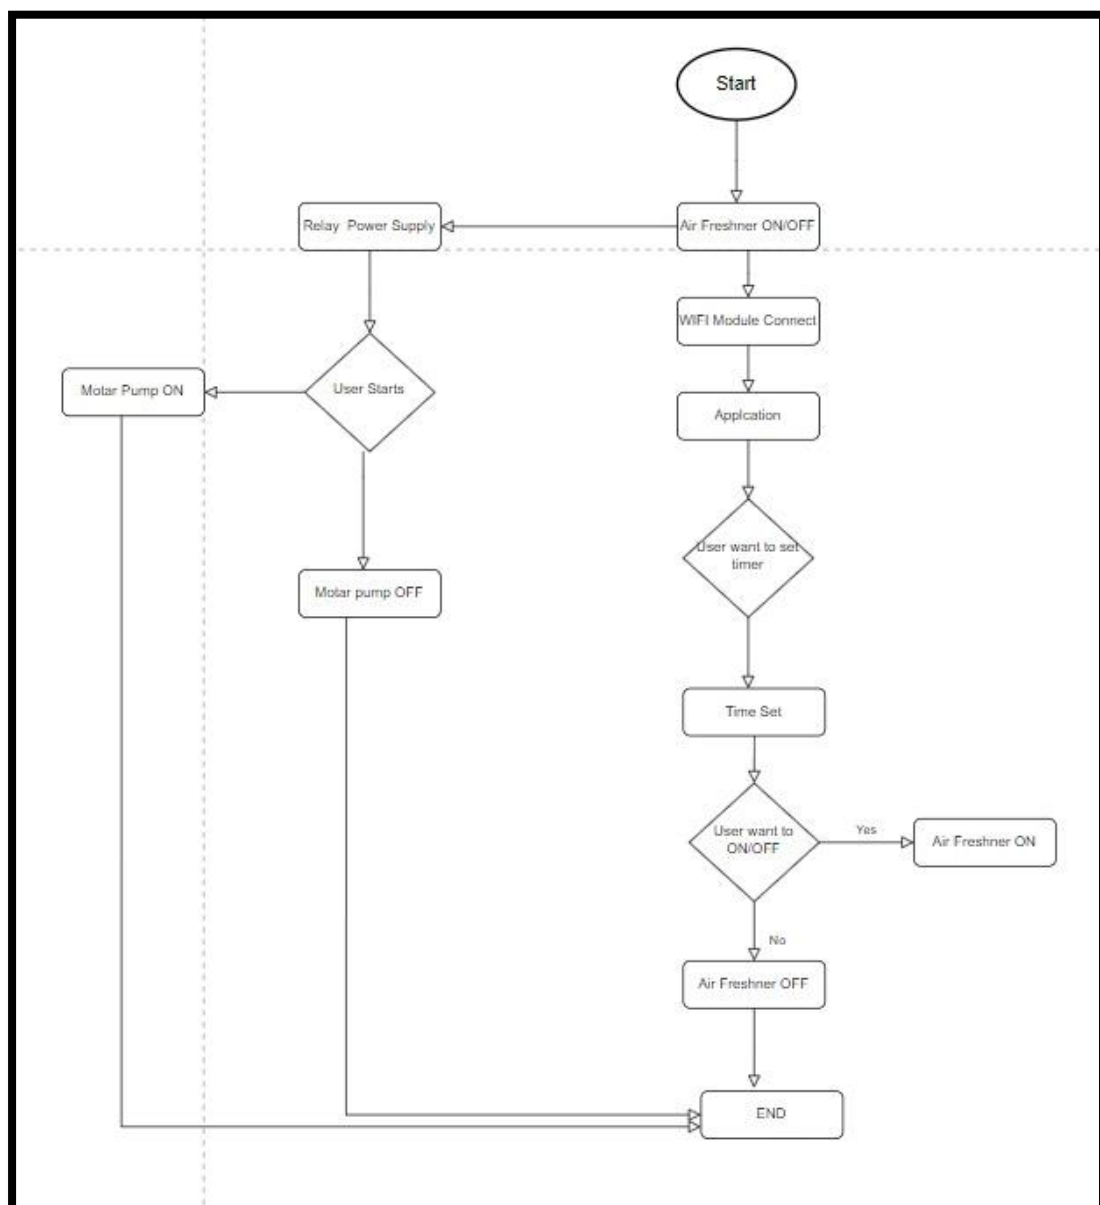 Start
Relay  Power Supply
Air Freshner ON/OFF
WIFI Module Connect
Motar Pump ON
User Starts
Applcation
User want to set
timer
Motar pump OFF
Time Set
User want to
ON/OFF
Yes
Air Freshner ON
No
Air Freshner OFF
END